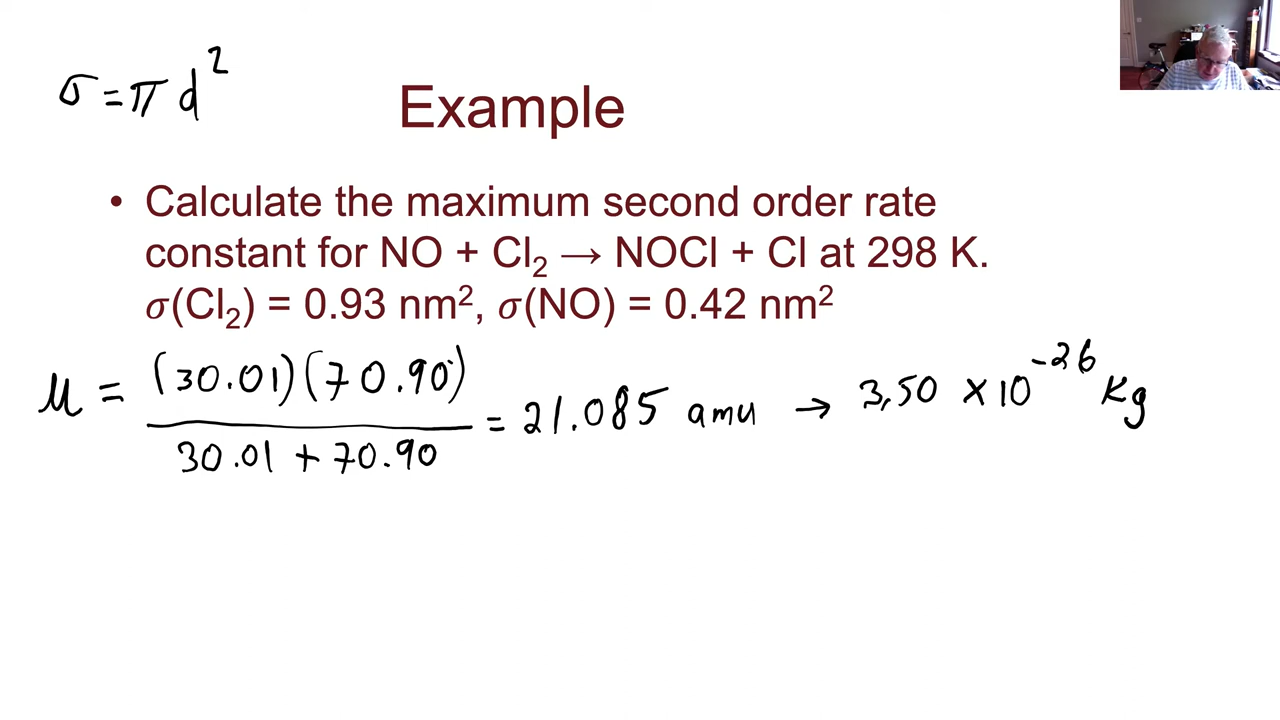 σ = π d²
Example
• Calculate the maximum second order rate
constant for NO + Cl₂ → NOCl + Cl at 298 K.
σ(Cl₂) = 0.93 nm², σ(NO) = 0.42 nm²
μ = (30.01)(70.90) / 30.01 + 70.90 = 21.085 amu → 3.50 × 10⁻²⁶ Kg